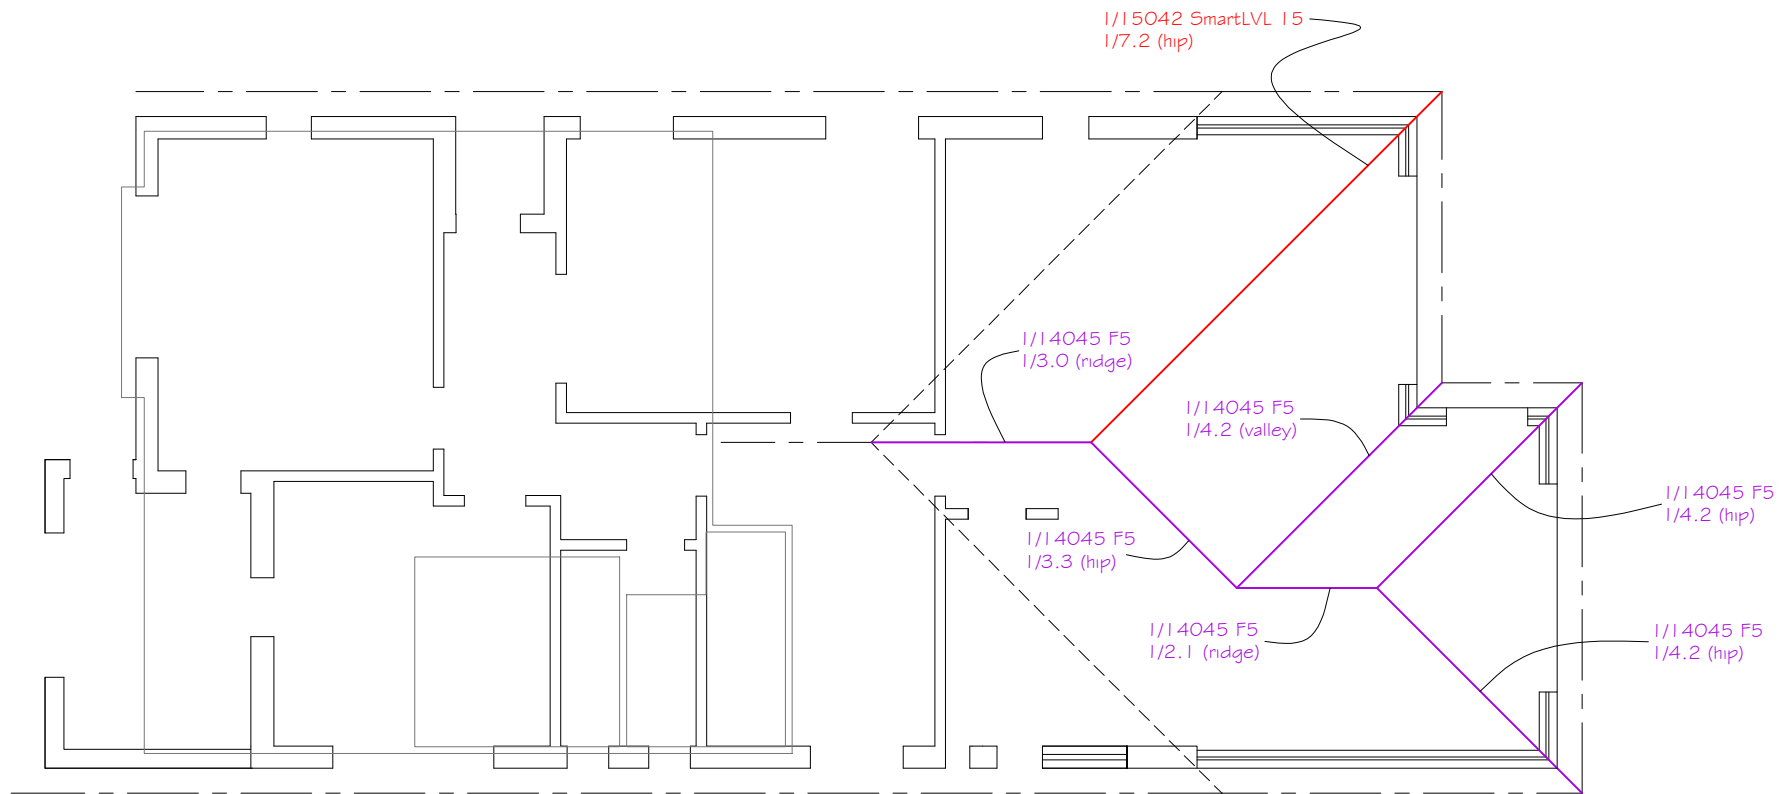 1/15042 SmartLVL 15
1/7.2 (hip)
1/14045 F5
1/3.0 (ridge)
1/14045 F5
1/4.2 (valley)
1/14045 F5
1/4.2 (hip)
1/14045 F5
1/3.3 (hip)
1/14045 F5
1/2.1 (ridge)
1/14045 F5
1/4.2 (hip)